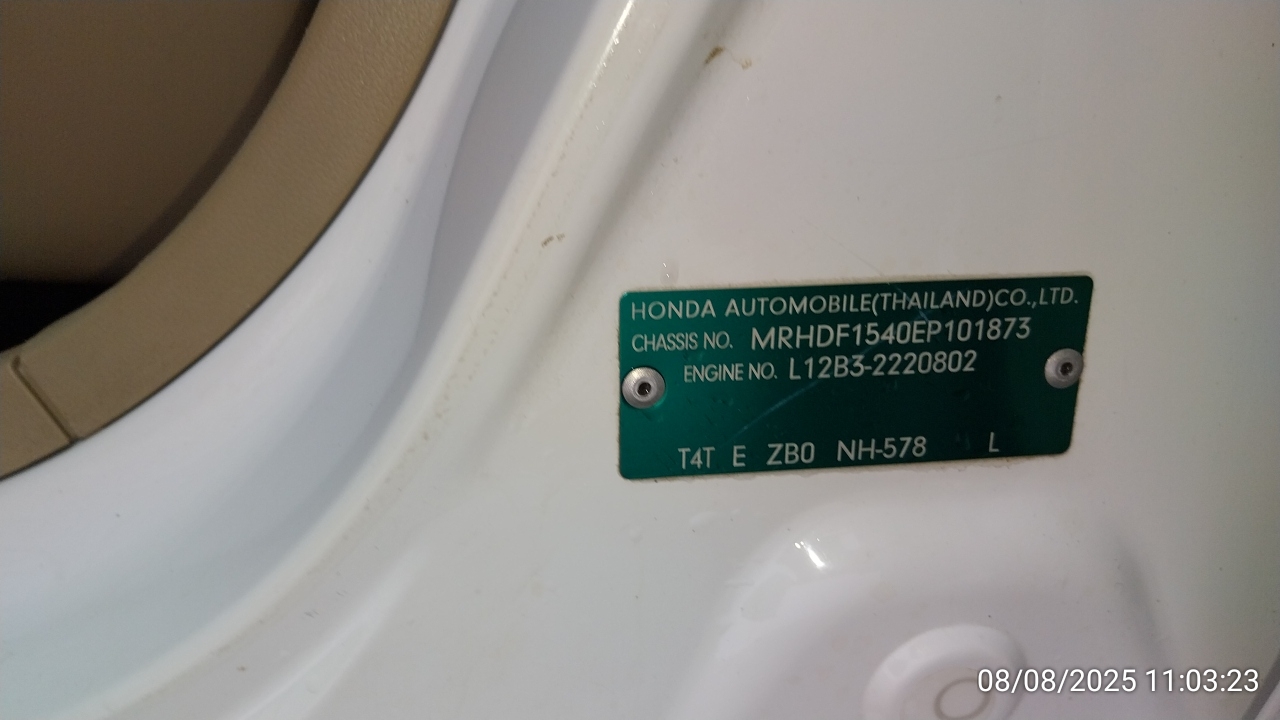 HONDA AUTOMOBILE(THAILAND)CO.,LTD.
CHASSIS NO. MRHDF1540EP101873
ENGINE NO. L12B3-2220802
T4T E ZB0 NH-578 L
08/08/2025 11:03:23